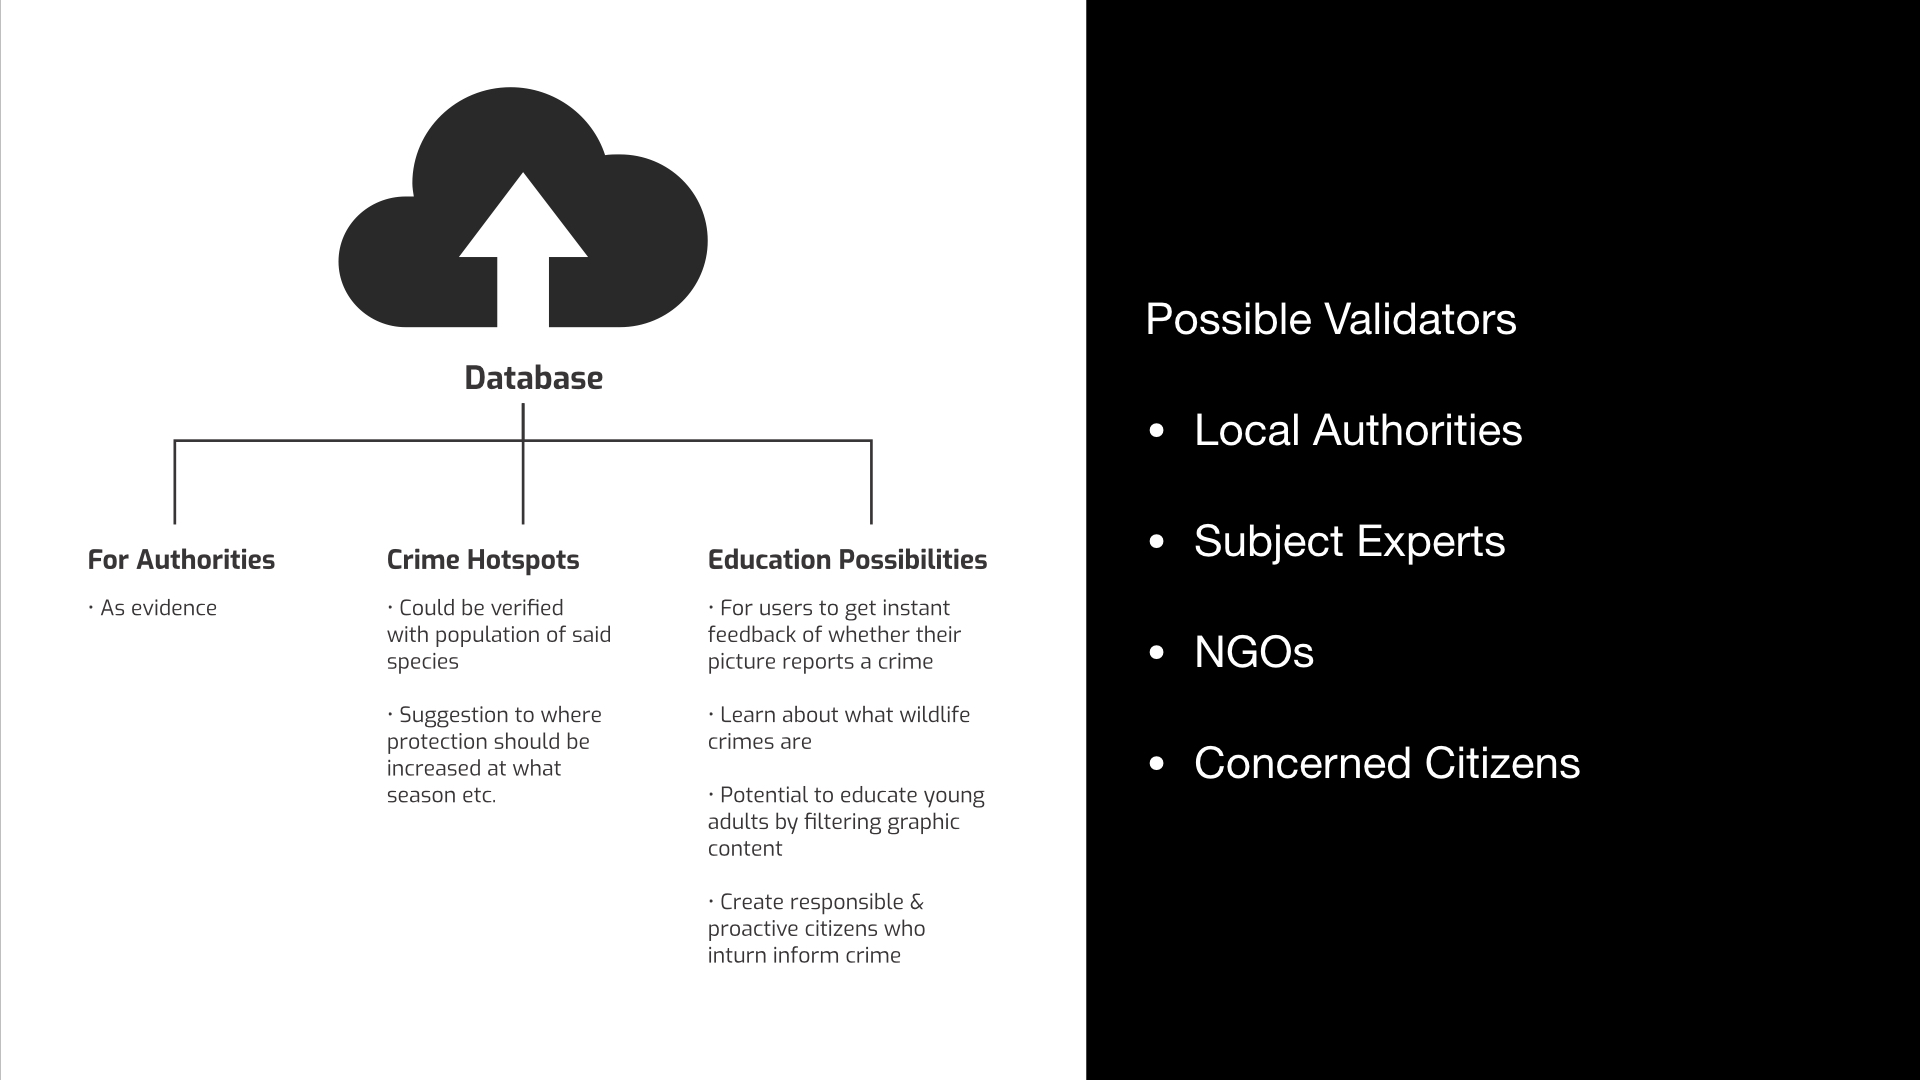 Database
For Authorities
· As evidence
Crime Hotspots
· Could be verified
with population of said
species
· Suggestion to where
protection should be
increased at what
season etc.
Education Possibilities
· For users to get instant
feedback of whether their
picture reports a crime
· Learn about what wildlife
crimes are
· Potential to educate young
adults by filtering graphic
content
· Create responsible &
proactive citizens who
inturn inform crime
Possible Validators
• Local Authorities
• Subject Experts
• NGOs
• Concerned Citizens